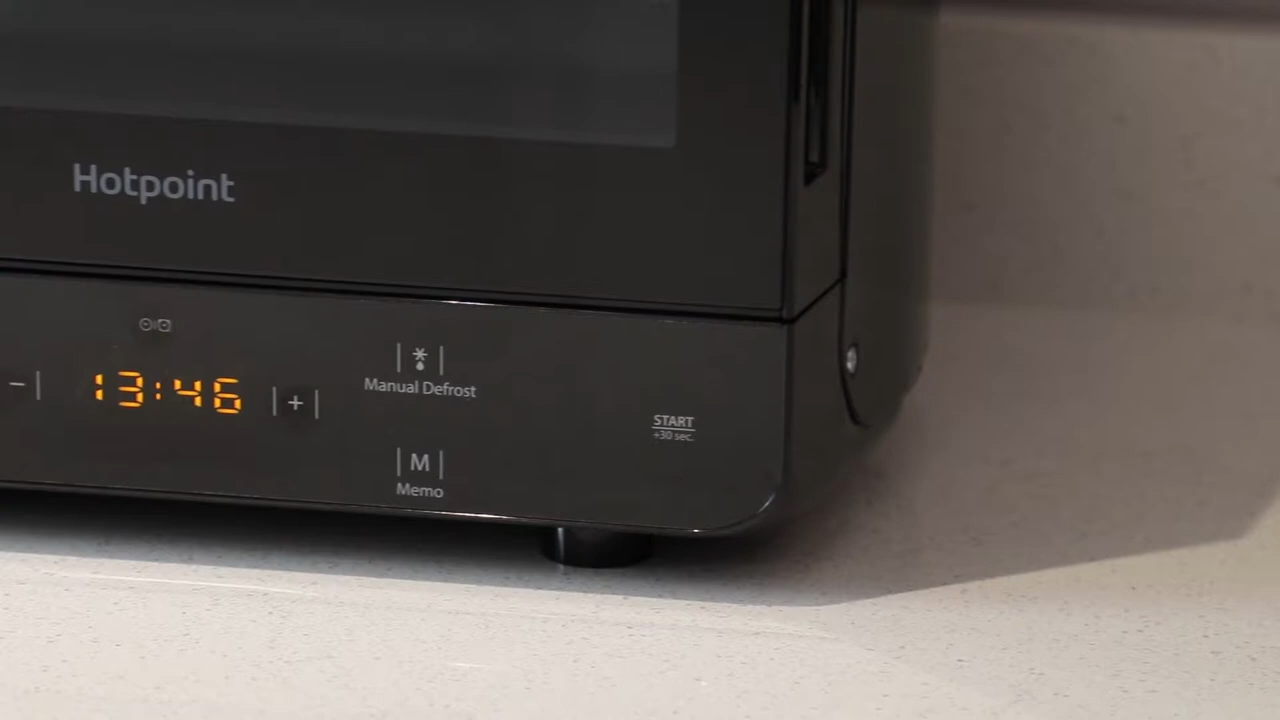 Hotpoint
- 13:46 +
Manual Defrost
START
+30 sec.
M
Memo